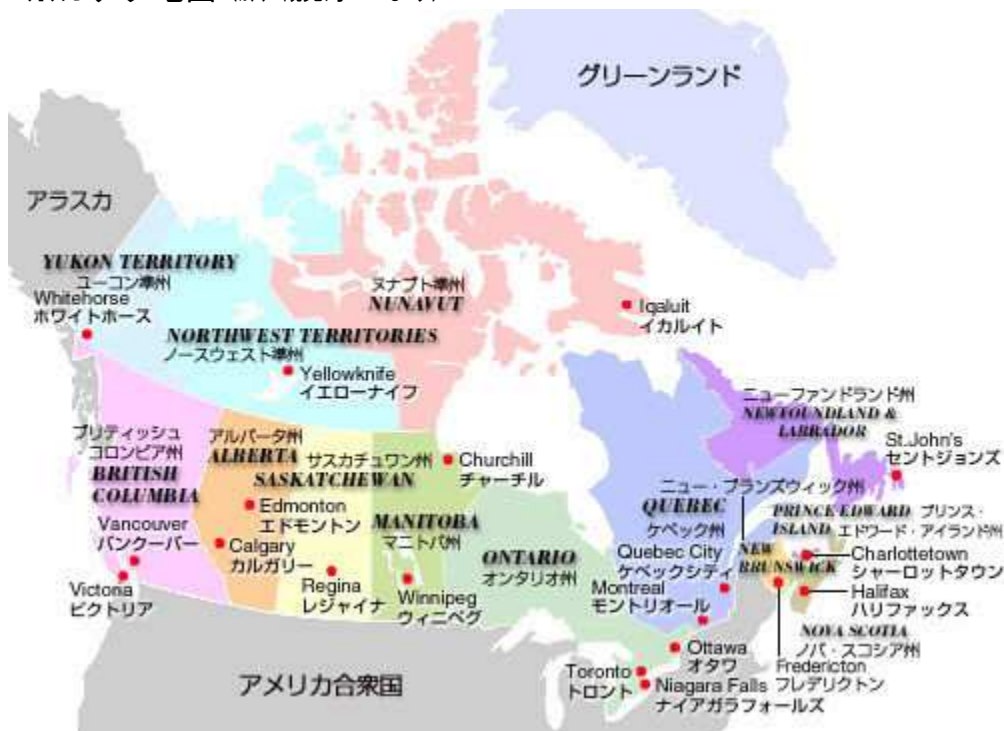 グリーンランド
アラスカ
YUKON TERRITORY
ユーコン準州
Whitehorse
ホワイトホース
ヌナブト準州
NUNAVUT
Iqaluit
イカルイト
NORTHWEST TERRITORIES
ノースウェスト準州
Yellowknife
イエローナイフ
ブリティッシュ
コロンビア州
BRITISH
COLUMBIA
アルバータ州
ALBERTA
サスカチュワン州
SASKATCHEWAN
Churchill
チャーチル
ニューファンドランド州
NEWFOUNDLAND &
LABRADOR
St.John's
セントジョンズ
Edmonton
エドモントン
Vancouver
バンクーバー
Calgary
カルガリー
Victoria
ビクトリア
Regina
レジャイナ
MANITOBA
マニトバ州
Winnipeg
ウィニペグ
ONTARIO
オンタリオ州
QUEBEC
ケベック州
Quebec City
ケベックシティ
Montreal
モントリオール
ニュー・ブランズウィック州
NEW
BRUNSWICK
PRINCE EDWARD プリンス・
ISLAND エドワード・アイランド州
Charlottetown
シャーロットタウン
Halifax
ハリファックス
NOVA SCOTIA
ノバ・スコシア州
Fredericton
フレデリクトン
Ottawa
オタワ
Toronto
トロント
Niagara Falls
ナイアガラフォールズ
アメリカ合衆国